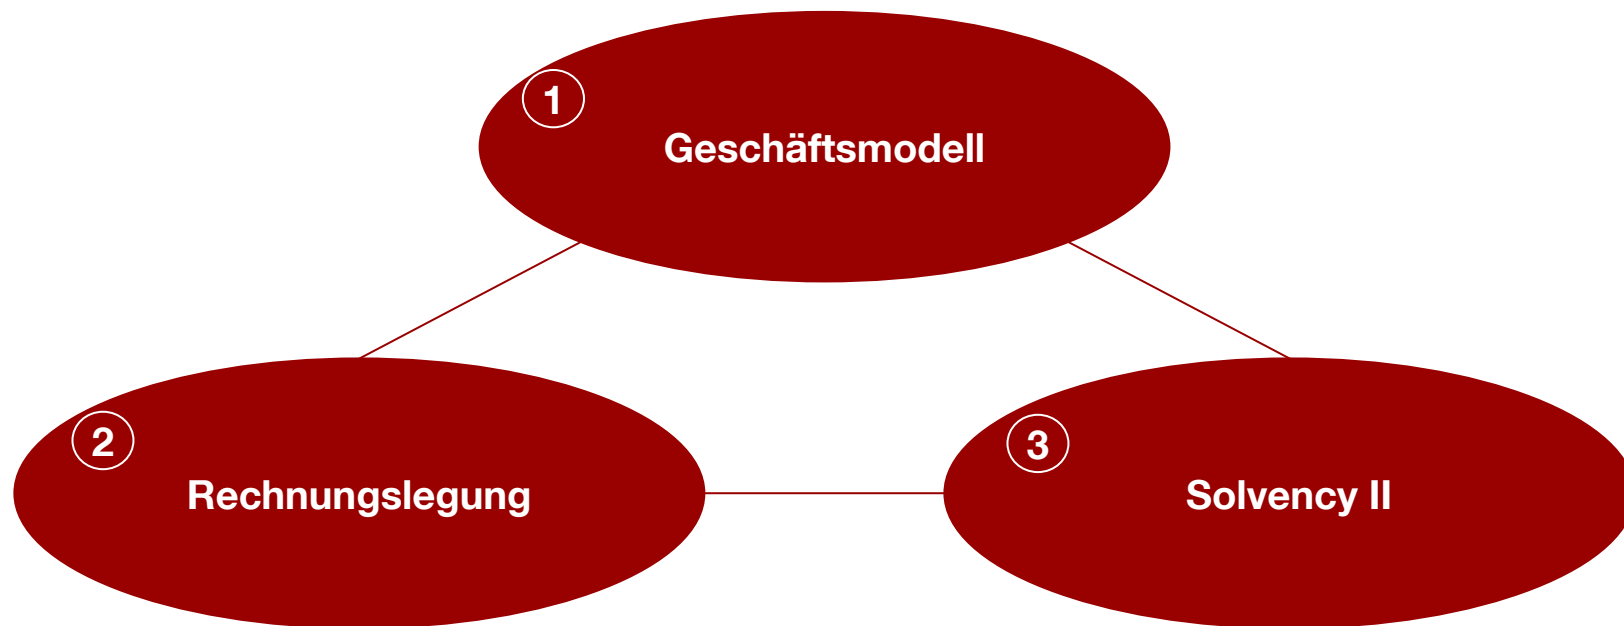 1
Geschäftsmodell
2
Rechnungslegung
3
Solvency II